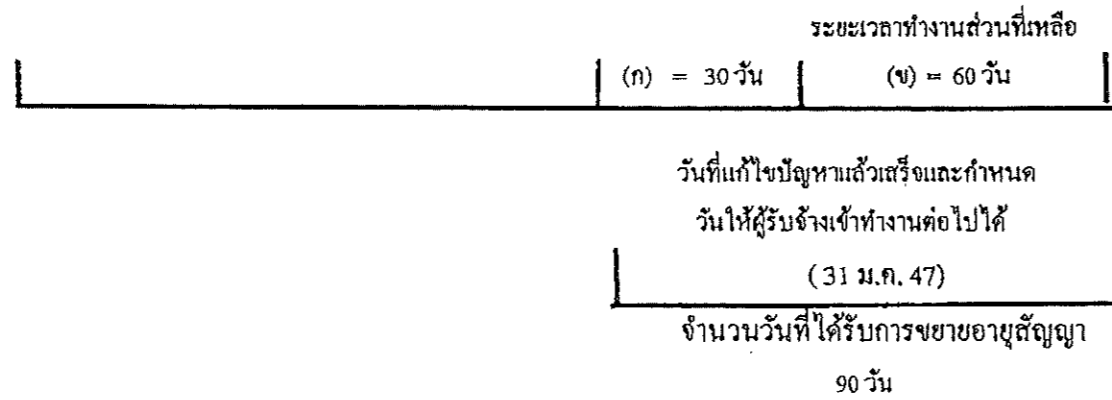 ระยะเวลาทำงานส่วนที่เหลือ
(ก) = 30 วัน (ข) = 60 วัน
วันที่แก้ไขปัญหาแล้วเสร็จและกำหนด
วันให้ผู้รับจ้างเข้าทำงานต่อไปได้
( 31 ม.ค. 47)
จำนวนวันที่ได้รับการขยายอายุสัญญา
90 วัน